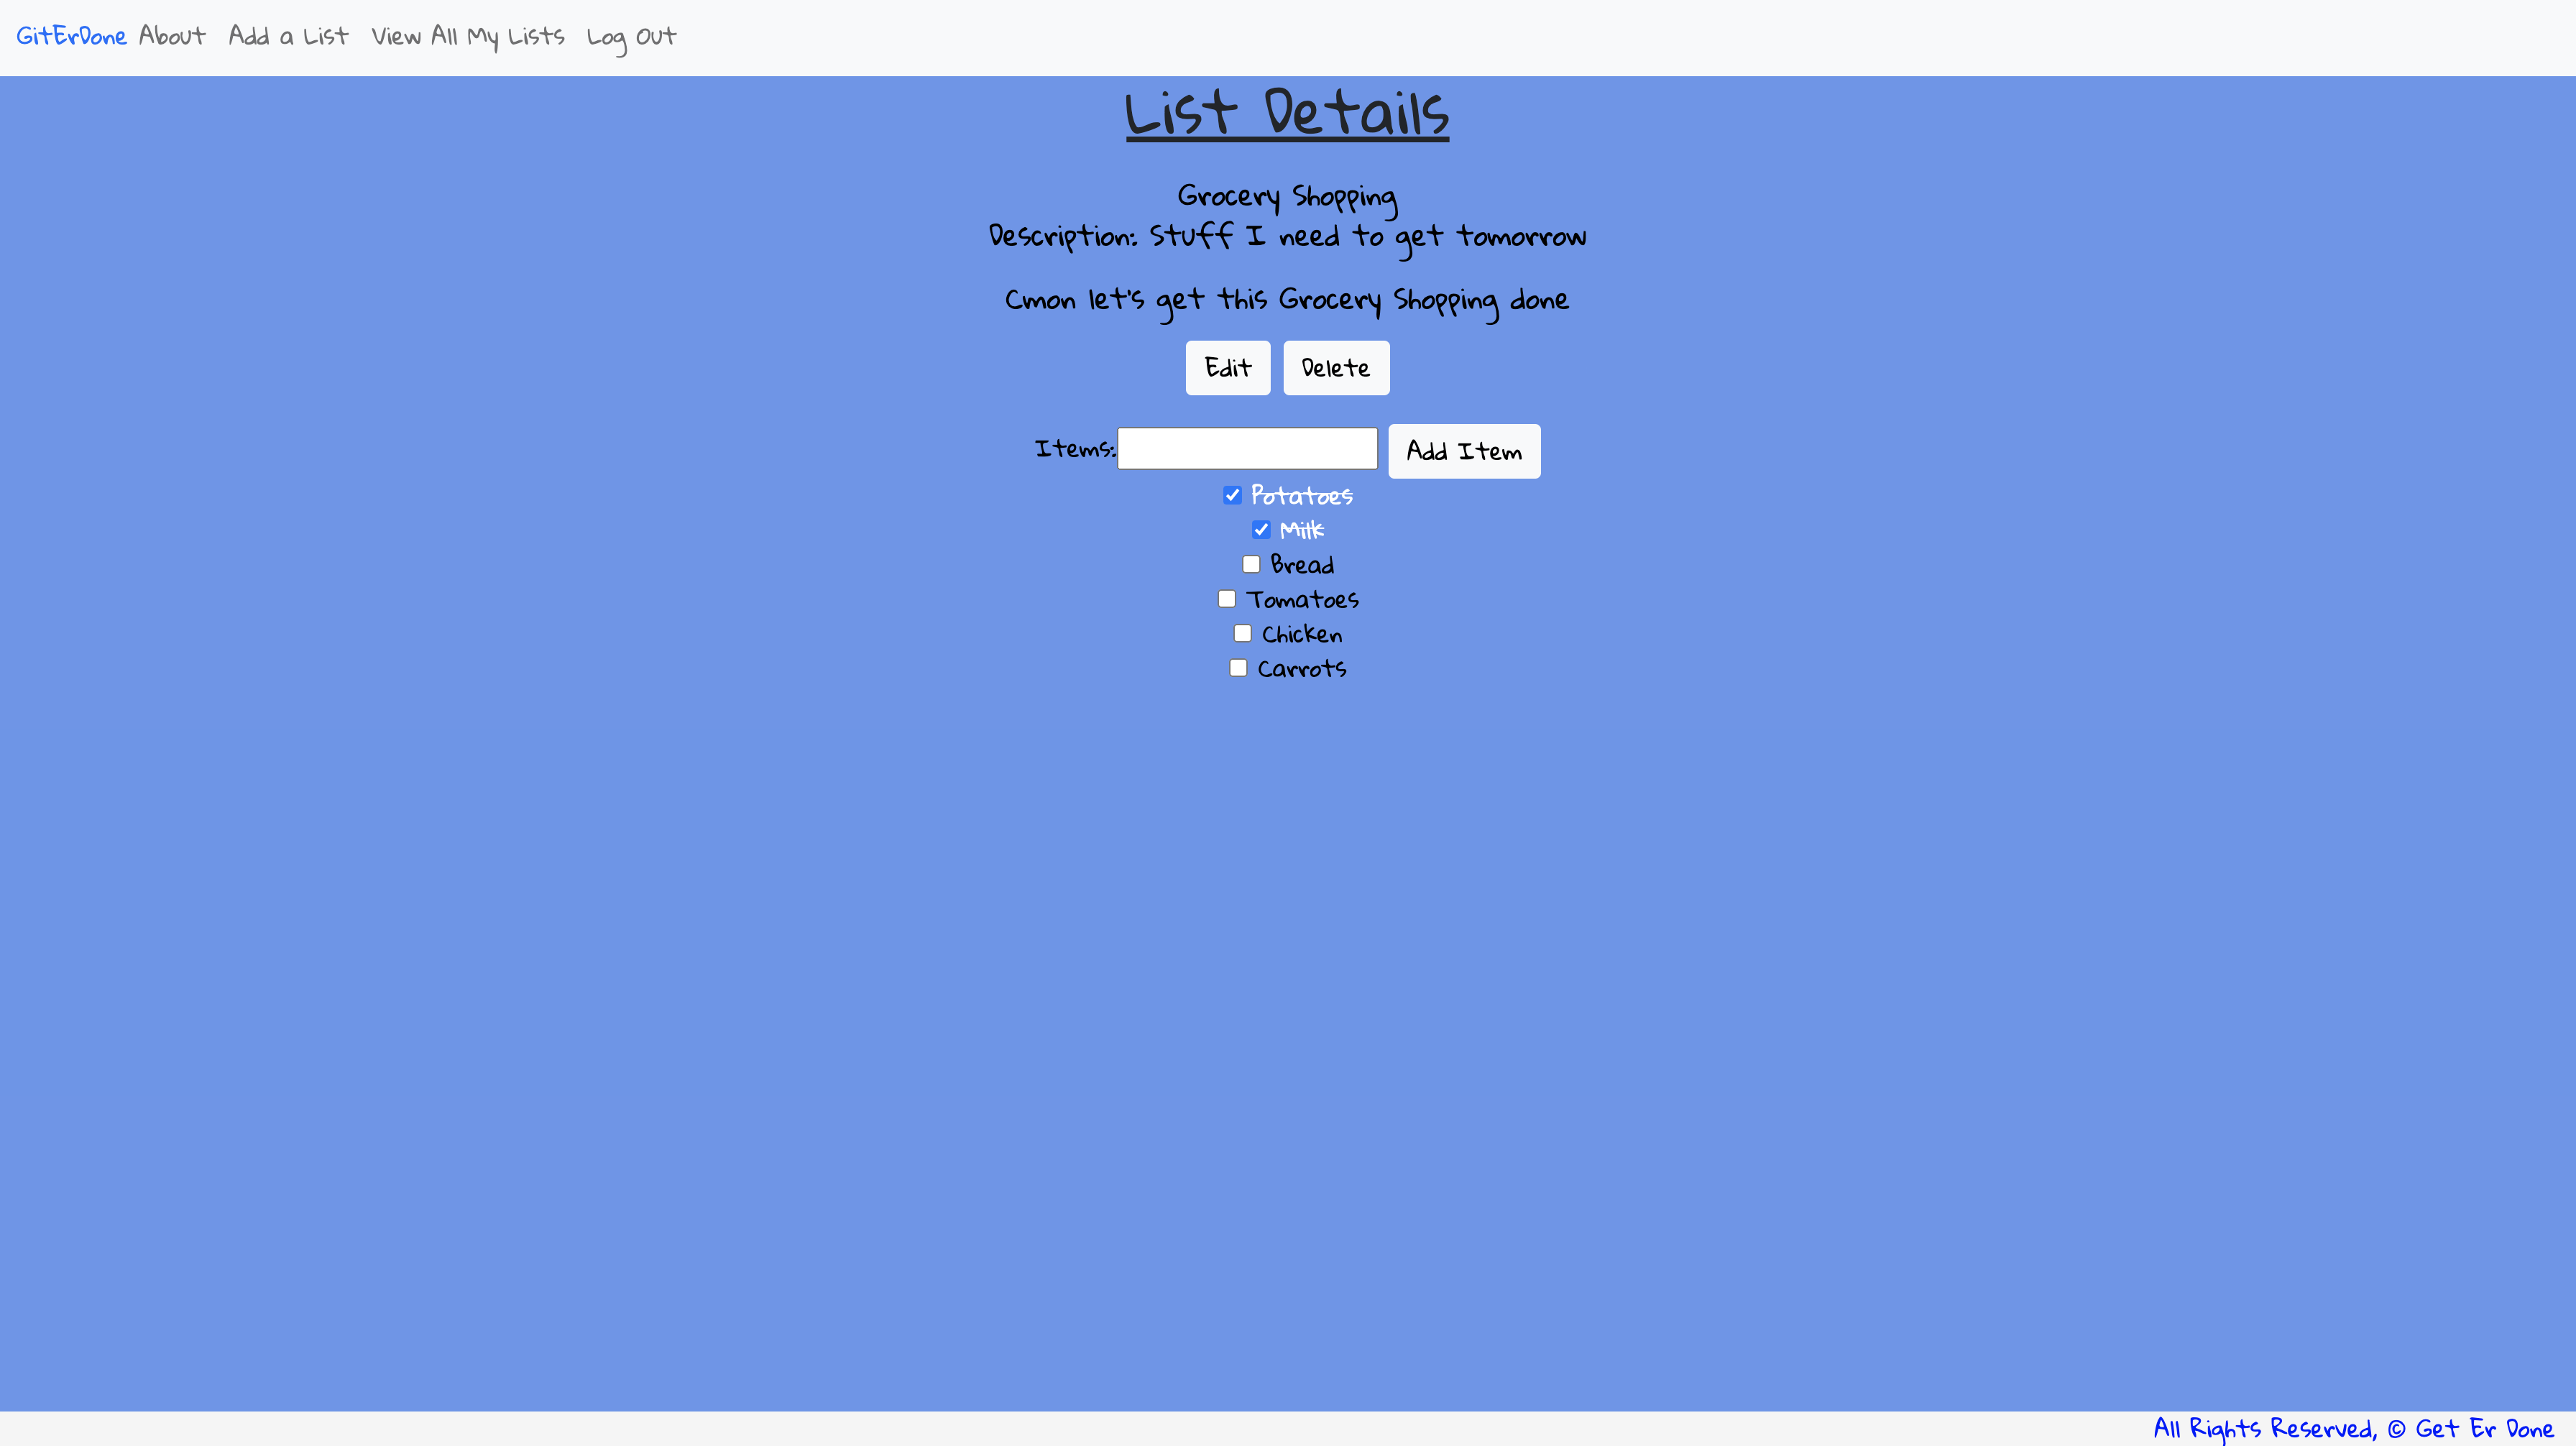 GitErDone About Add a List View All My Lists Log Out
List Details
Grocery Shopping
Description: Stuff I need to get tomorrow
Cmon let's get this Grocery Shopping done
Edit Delete
Items: Add Item
Potatoes
Milk
Bread
Tomatoes
Chicken
Carrots
All Rights Reserved, © Get Er Done